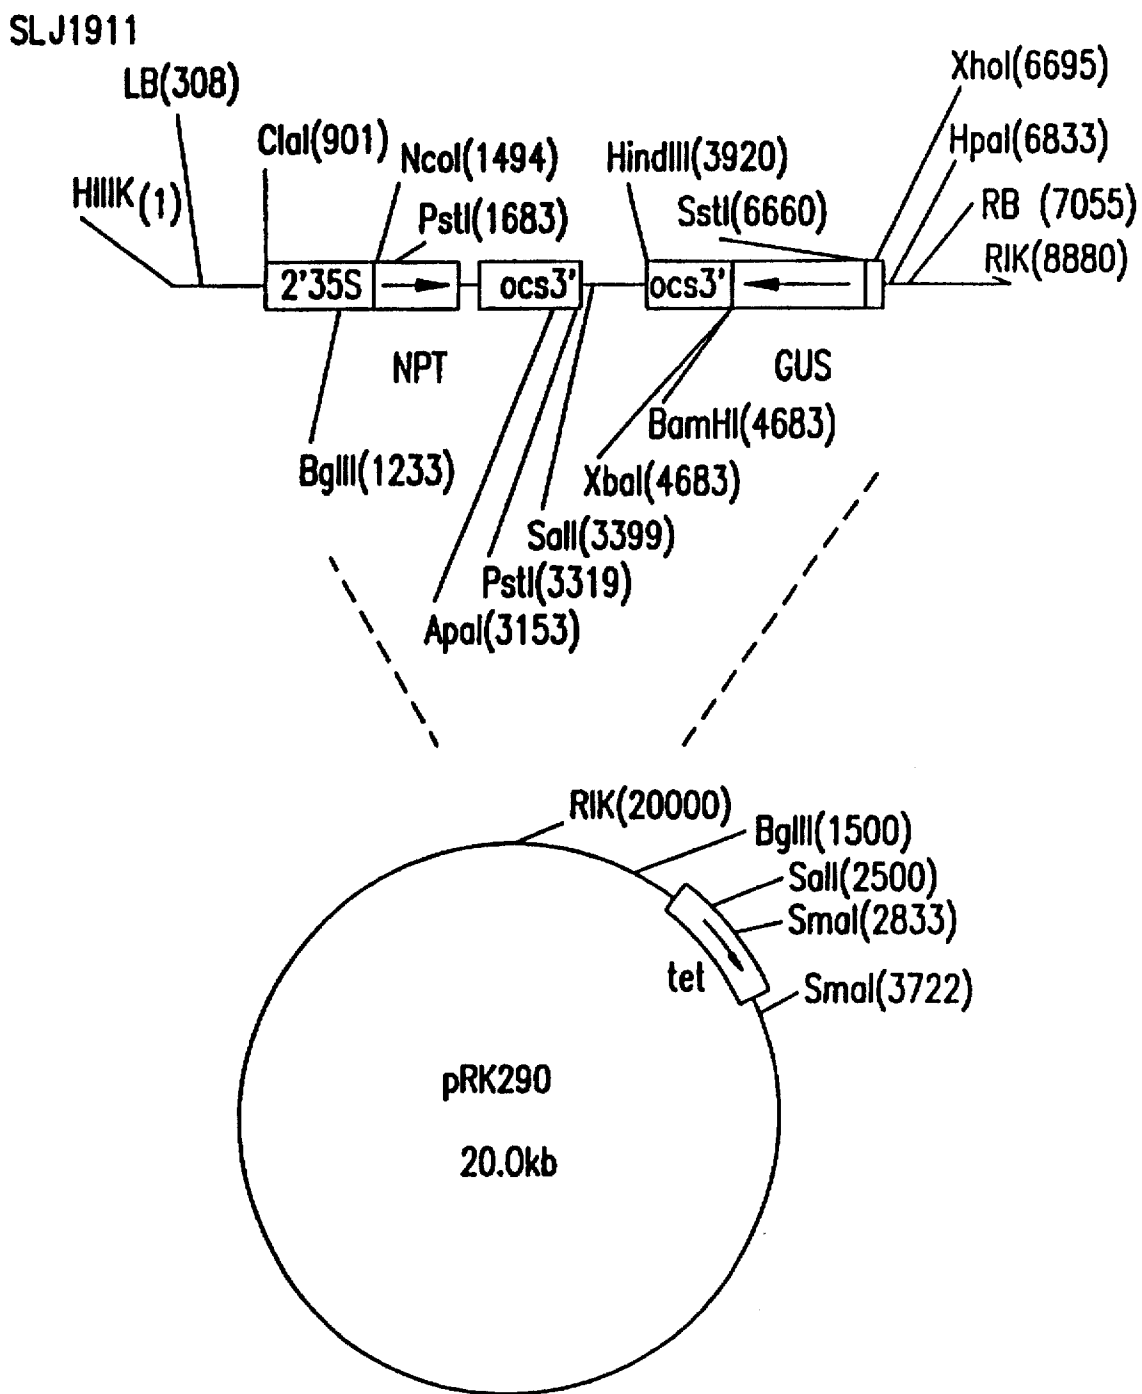 SLJ1911
LB(308)
XhoI(6695)
ClaI(901)
NcoI(1494)
HindIII(3920)
HpaI(6833)
HIIIK (1)
PstI(1683)
SstI(6660)
RB (7055)
RIK(8880)
2'35S
ocs3'
ocs3'
NPT
GUS
BamHI(4683)
BglII(1233)
XbaI(4683)
SalI(3399)
PstI(3319)
ApaI(3153)
RIK(20000)
BglII(1500)
SalI(2500)
SmaI(2833)
tet
SmaI(3722)
pRK290
20.0kb